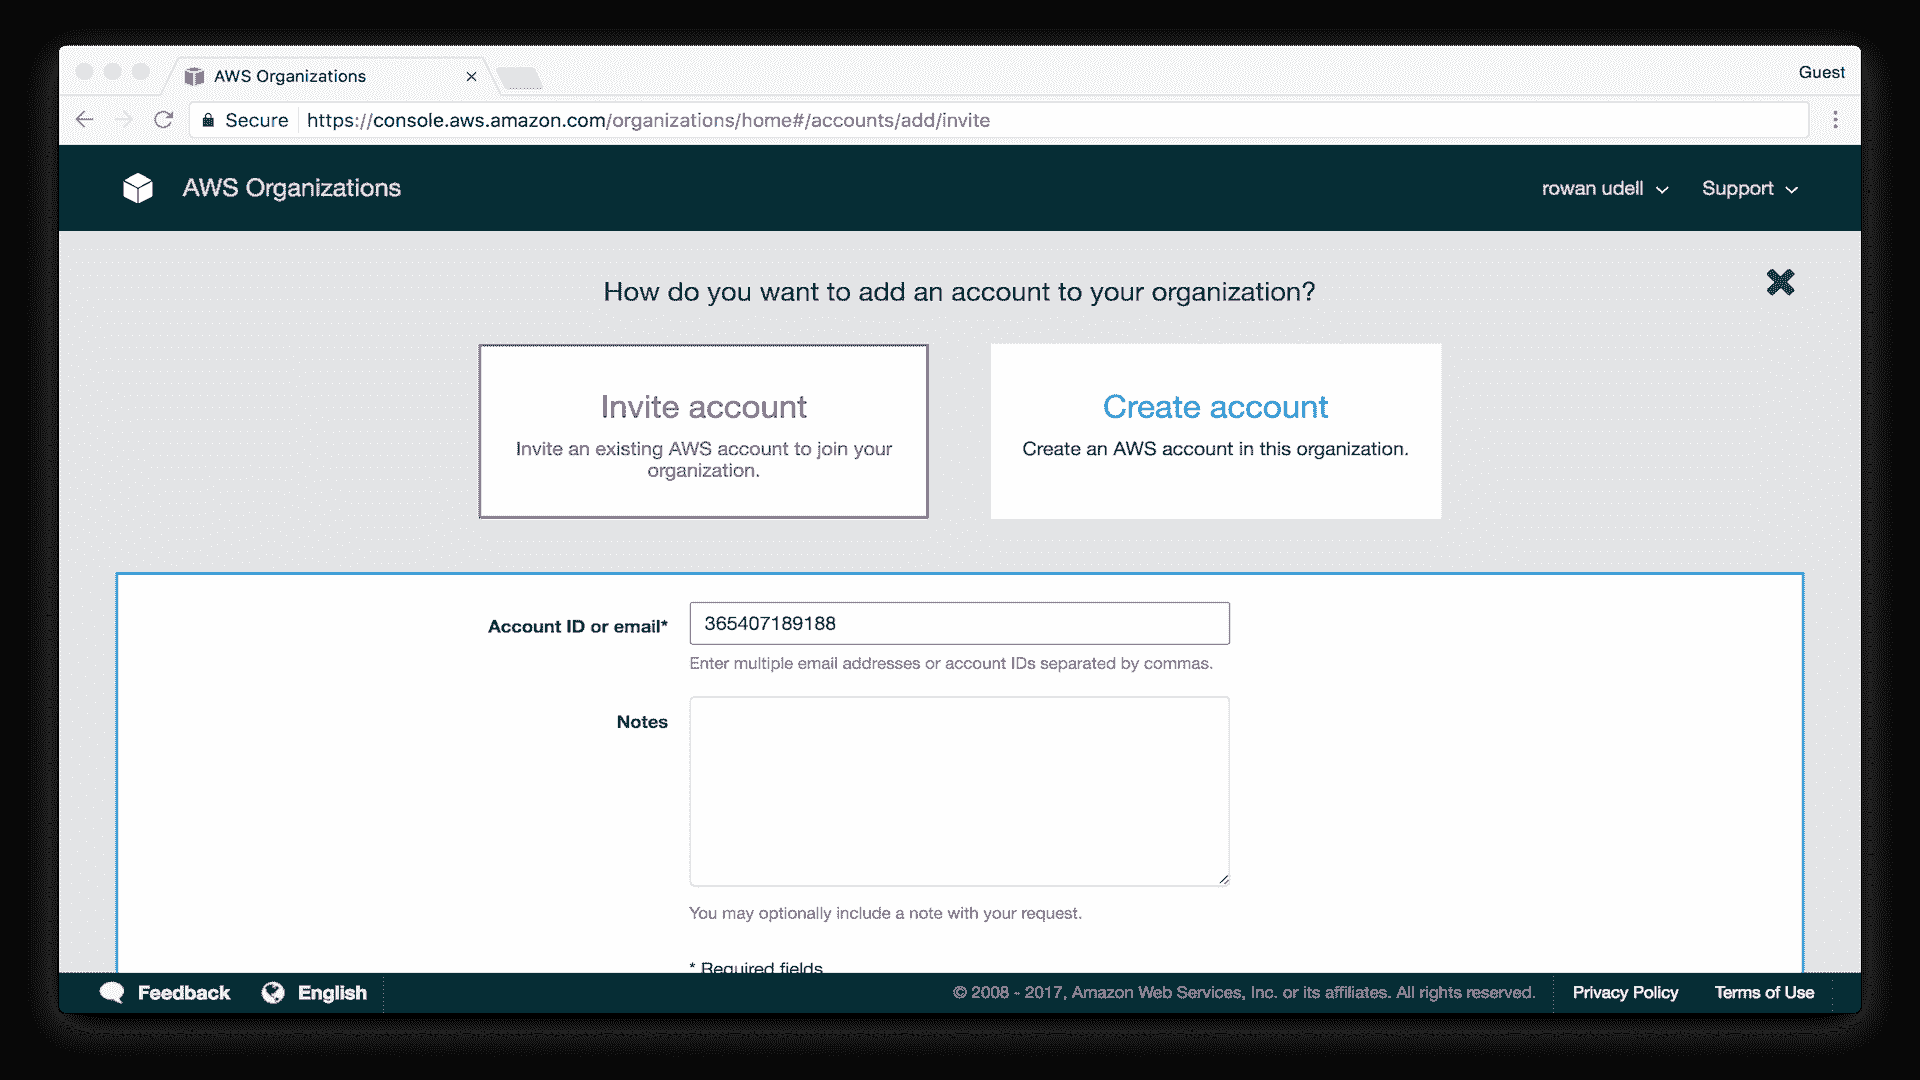 AWS Organizations
Guest
Secure https://console.aws.amazon.com/organizations/home#/accounts/add/invite
AWS Organizations
rowan udell
Support
How do you want to add an account to your organization?
Invite account
Invite an existing AWS account to join your
organization.
Create account
Create an AWS account in this organization.
Account ID or email*
365407189188
Enter multiple email addresses or account IDs separated by commas.
Notes
You may optionally include a note with your request.
* Required fields
Feedback
English
© 2008 - 2017, Amazon Web Services, Inc. or its affiliates. All rights reserved.
Privacy Policy
Terms of Use